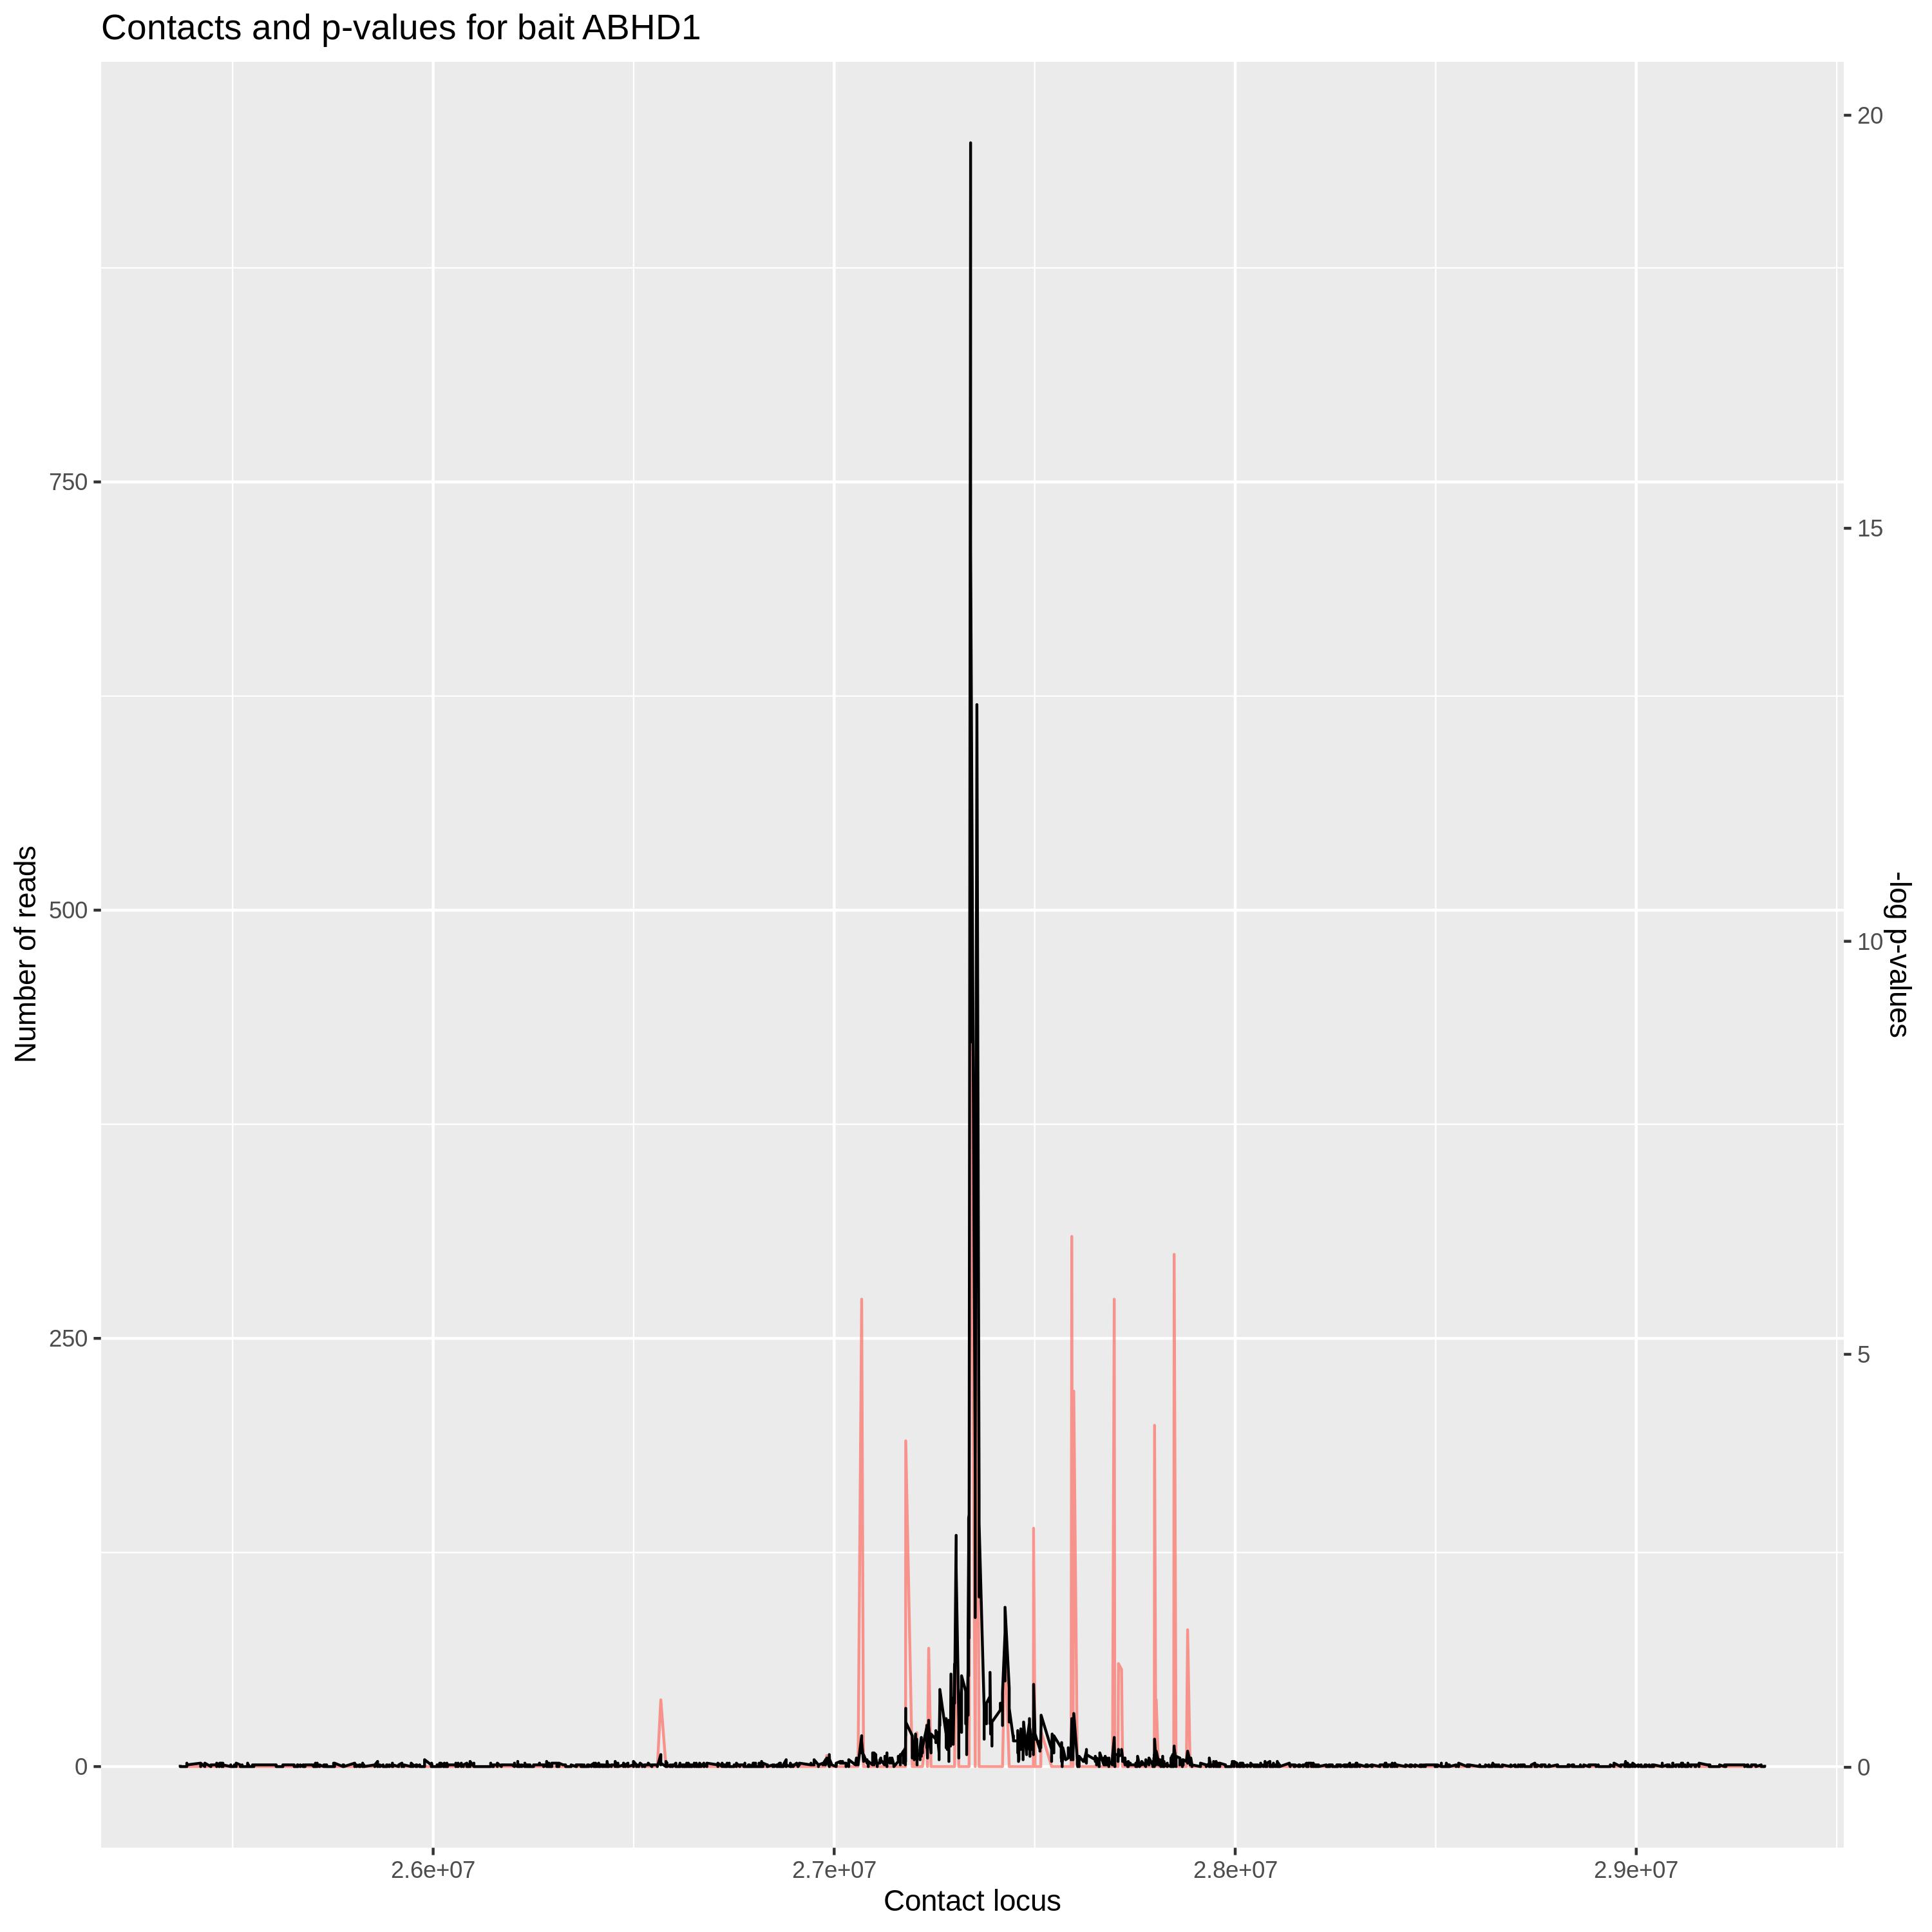 Contacts and p-values for bait ABHD1
Number of reads
750
500
250
0
20
15
10
5
0
-log p-values
2.6e+07
2.7e+07
2.8e+07
2.9e+07
Contact locus